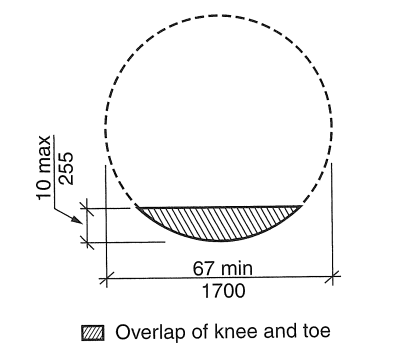 10 max
255
67 min
1700
Overlap of knee and toe